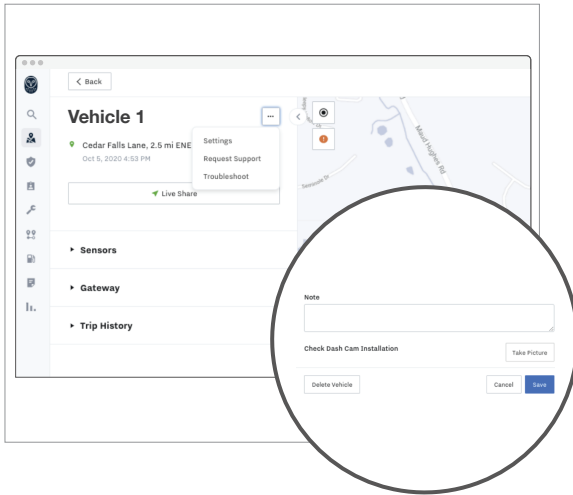 Back
Vehicle 1
Cedar Falls Lane, 2.5 mi ENE
Oct 5, 2020 4:53 PM
Settings
Request Support
Troubleshoot
Live Share
Sensors
Gateway
Trip History
Maud Hughes Rd
Note
Check Dash Cam Installation
Take Picture
Delete Vehicle
Cancel
Save